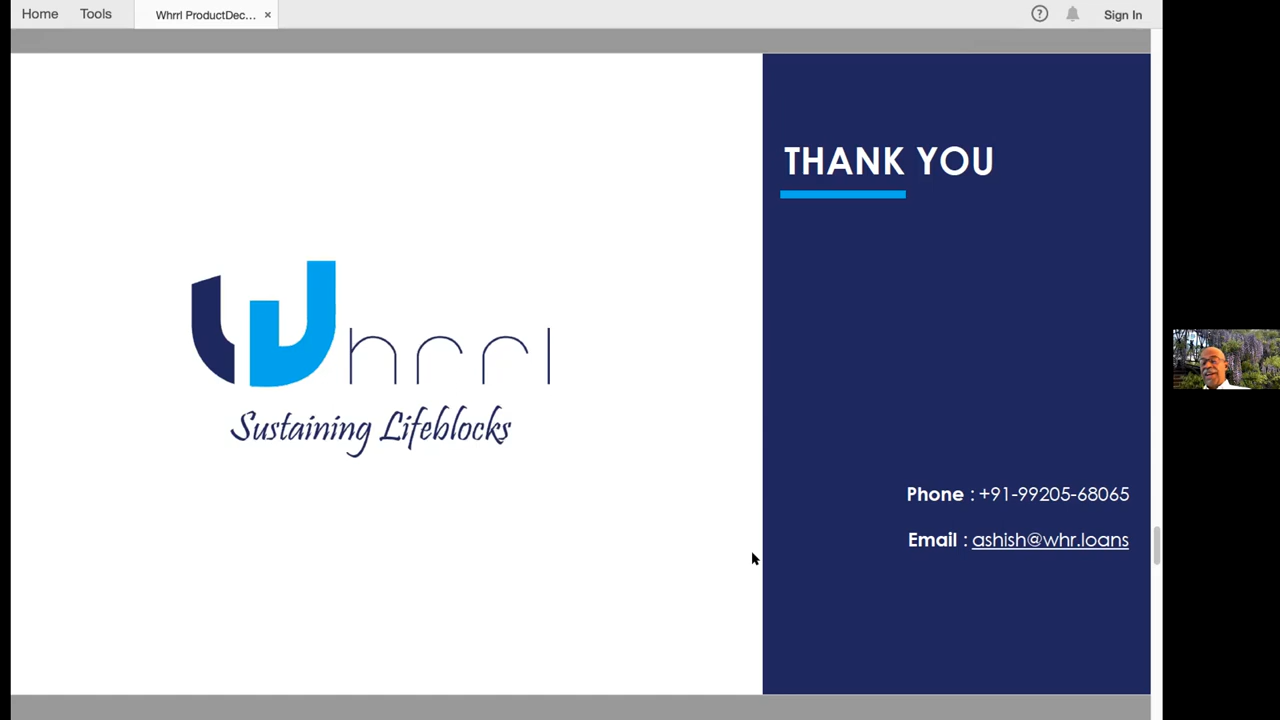 Home Tools Whrrl ProductDec... × ? Sign In
THANK YOU
Whrrl
Sustaining Lifeblocks
Phone : +91-99205-68065
Email : ashish@whr.loans